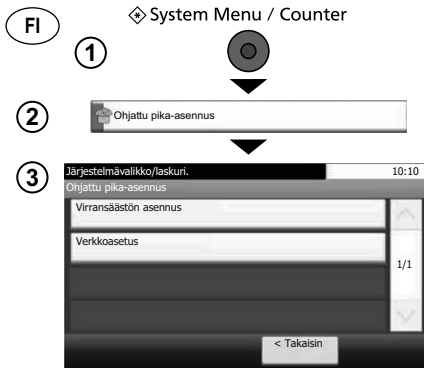 FI
System Menu / Counter
1
2
Ohjattu pika-asennus
3
Järjestelmävalikko/laskuri.
10:10
Ohjattu pika-asennus
Virransäästön asennus
Verkkoasetus
1/1
< Takaisin